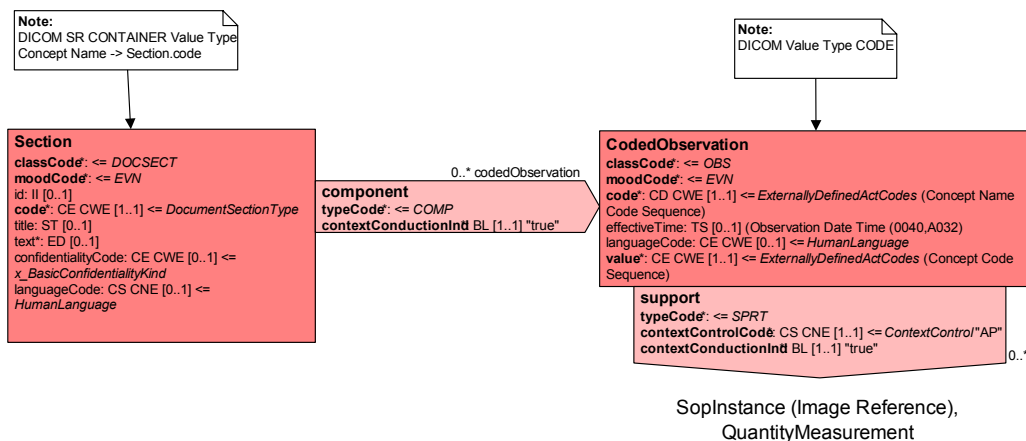 Note:
DICOM SR CONTAINER Value Type
Concept Name -> Section.code
Note:
DICOM Value Type CODE
Section
classCode*: <= DOCSECT
moodCode*: <= EVN
id: II [0..1]
code*: CE CWE [1..1] <= DocumentSectionType
title: ST [0..1]
text*: ED [0..1]
confidentialityCode: CE CWE [0..1] <=
x_BasicConfidentialityKind
languageCode: CS CNE [0..1] <=
HumanLanguage
0..* codedObservation
component
typeCode*: <= COMP
contextConductionInd*: BL [1..1] "true"
CodedObservation
classCode*: <= OBS
moodCode*: <= EVN
code*: CD CWE [1..1] <= ExternallyDefinedActCodes (Concept Name
Code Sequence)
effectiveTime: TS [0..1] (Observation Date Time (0040,A032)
languageCode: CE CWE [0..1] <= HumanLanguage
value*: CE CWE [1..1] <= ExternallyDefinedActCodes (Concept Code
Sequence)
support
typeCode*: <= SPRT
contextControlCode*: CS CNE [1..1] <= ContextControl "AP"
contextConductionInd*: BL [1..1] "true"
0..*
SopInstance (Image Reference),
QuantityMeasurement